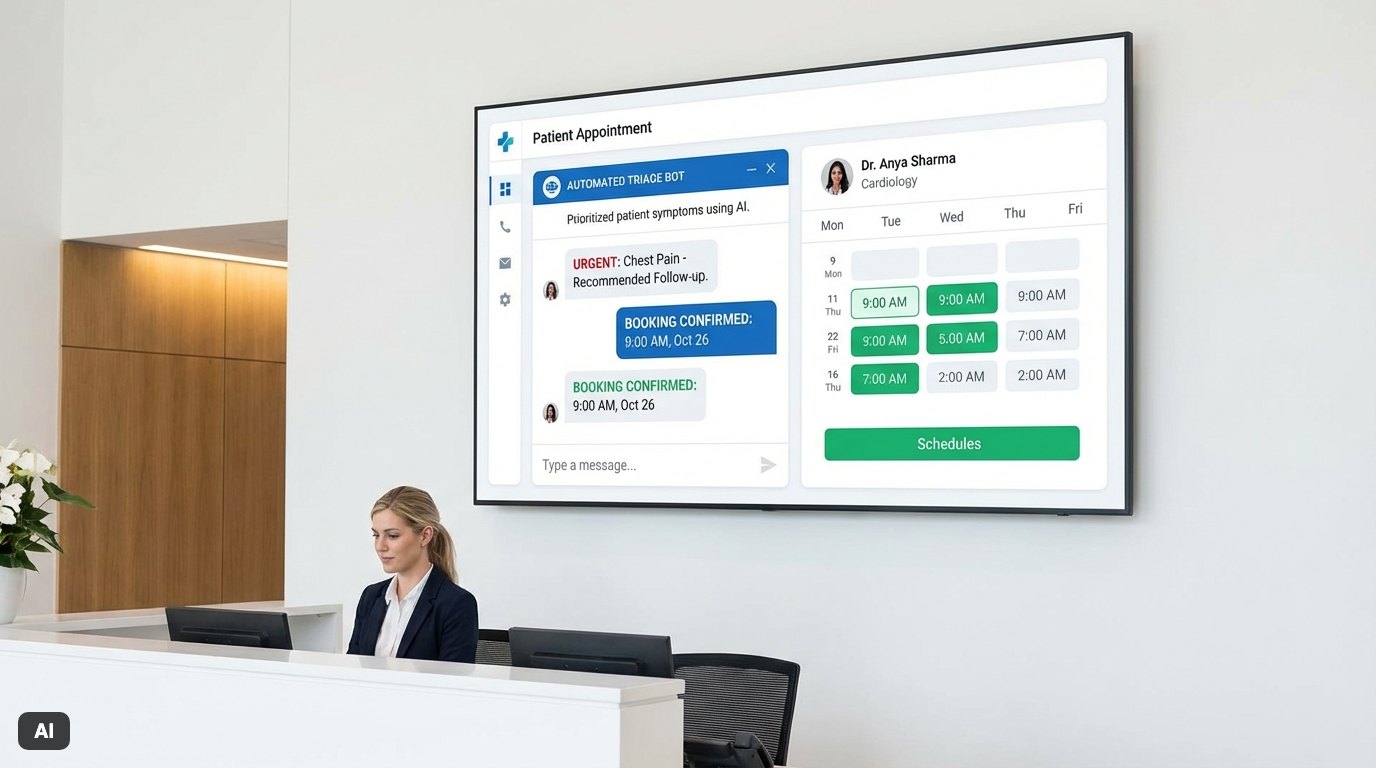 Patient Appointment
AUTOMATED TRIAGE BOT
Prioritized patient symptoms using AI.
URGENT: Chest Pain -
Recommended Follow-up.
BOOKING CONFIRMED:
9:00 AM, Oct 26
BOOKING CONFIRMED:
9:00 AM, Oct 26
Type a message...
Dr. Anya Sharma
Cardiology
Mon Tue Wed Thu Fri
9
Mon
11
Thu
9:00 AM 9:00 AM 9:00 AM
22
Fri
9:00 AM 5:00 AM 7:00 AM
16
Thu
7:00 AM 2:00 AM 2:00 AM
Schedules
AI